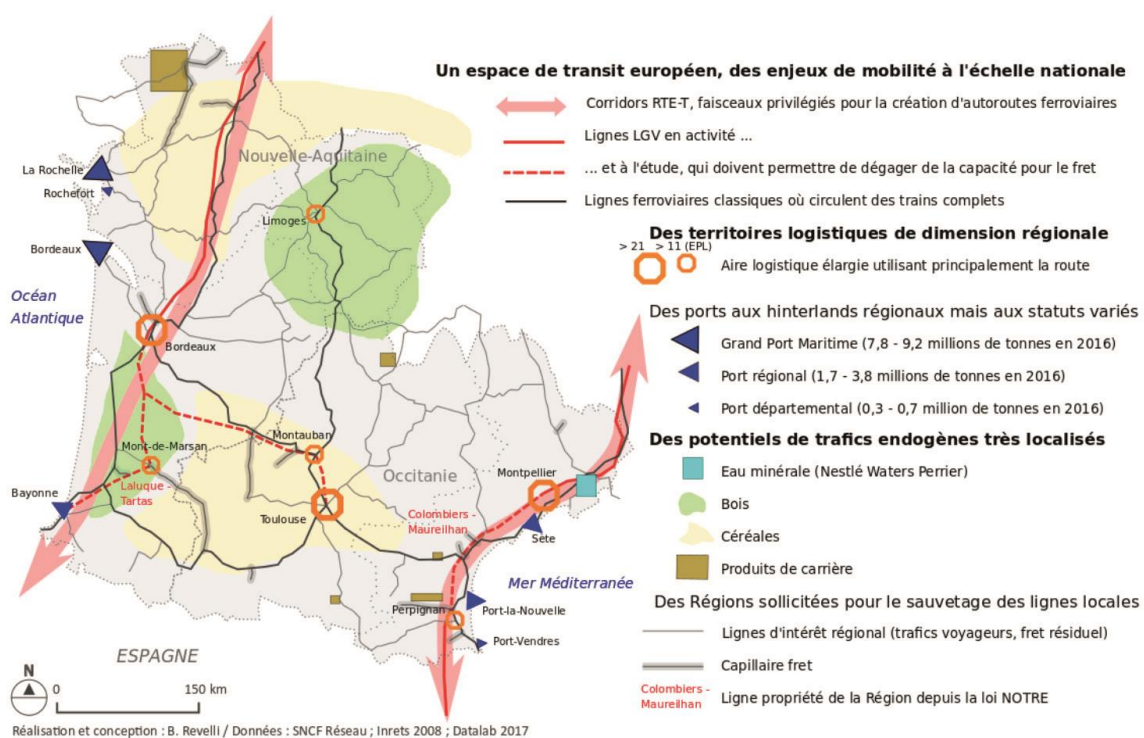 Un espace de transit européen, des enjeux de mobilité à l'échelle nationale
Corridors RTE-T, faisceaux privilégiés pour la création d'autoroutes ferroviaires
Lignes LGV en activité ...
... et à l'étude, qui doivent permettre de dégager de la capacité pour le fret
Lignes ferroviaires classiques où circulent des trains complets
Des territoires logistiques de dimension régionale
> 21 > 11 (EPL)
Aire logistique élargie utilisant principalement la route
Des ports aux hinterlands régionaux mais aux statuts variés
Grand Port Maritime (7,8 - 9,2 millions de tonnes en 2016)
Port régional (1,7 - 3,8 millions de tonnes en 2016)
Port départemental (0,3 - 0,7 million de tonnes en 2016)
Des potentiels de trafics endogènes très localisés
Eau minérale (Nestlé Waters Perrier)
Bois
Céréales
Produits de carrière
Des Régions sollicitées pour le sauvetage des lignes locales
Lignes d'intérêt régional (trafics voyageurs, fret résiduel)
Capillaire fret
Colombiers -
Maureilhan
Ligne propriété de la Région depuis la loi NOTRE
Nouvelle-Aquitaine
La Rochelle
Rochefort
Limoges
Bordeaux
Océan
Atlantique
Bordeaux
Mont-de-Marsan
Montauban
Occitanie
Montpellier
Bayonne
Laluque -
Tartas
Toulouse
Colombiers -
Maureilhan
Sete
Mer Méditerranée
Perpignan
Port-la-Nouvelle
Port-Vendres
ESPAGNE
N
0 150 km
Réalisation et conception : B. Revelli / Données : SNCF Réseau ; Inrets 2008 ; Datalab 2017